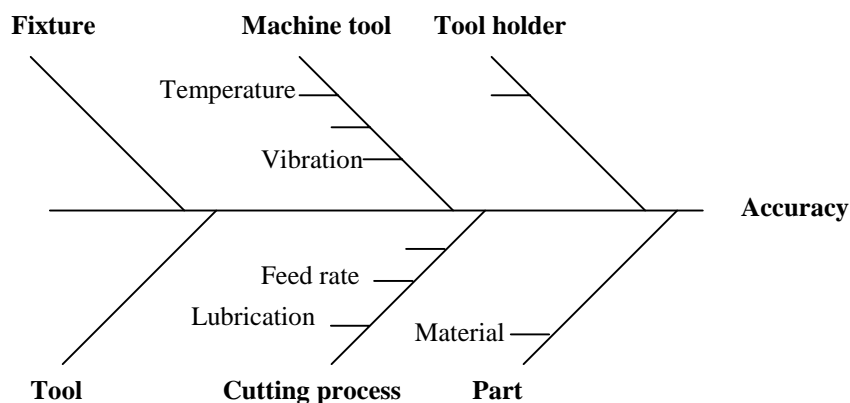 Fixture
Machine tool
Tool holder
Temperature
Vibration
Accuracy
Feed rate
Lubrication
Material
Tool
Cutting process
Part